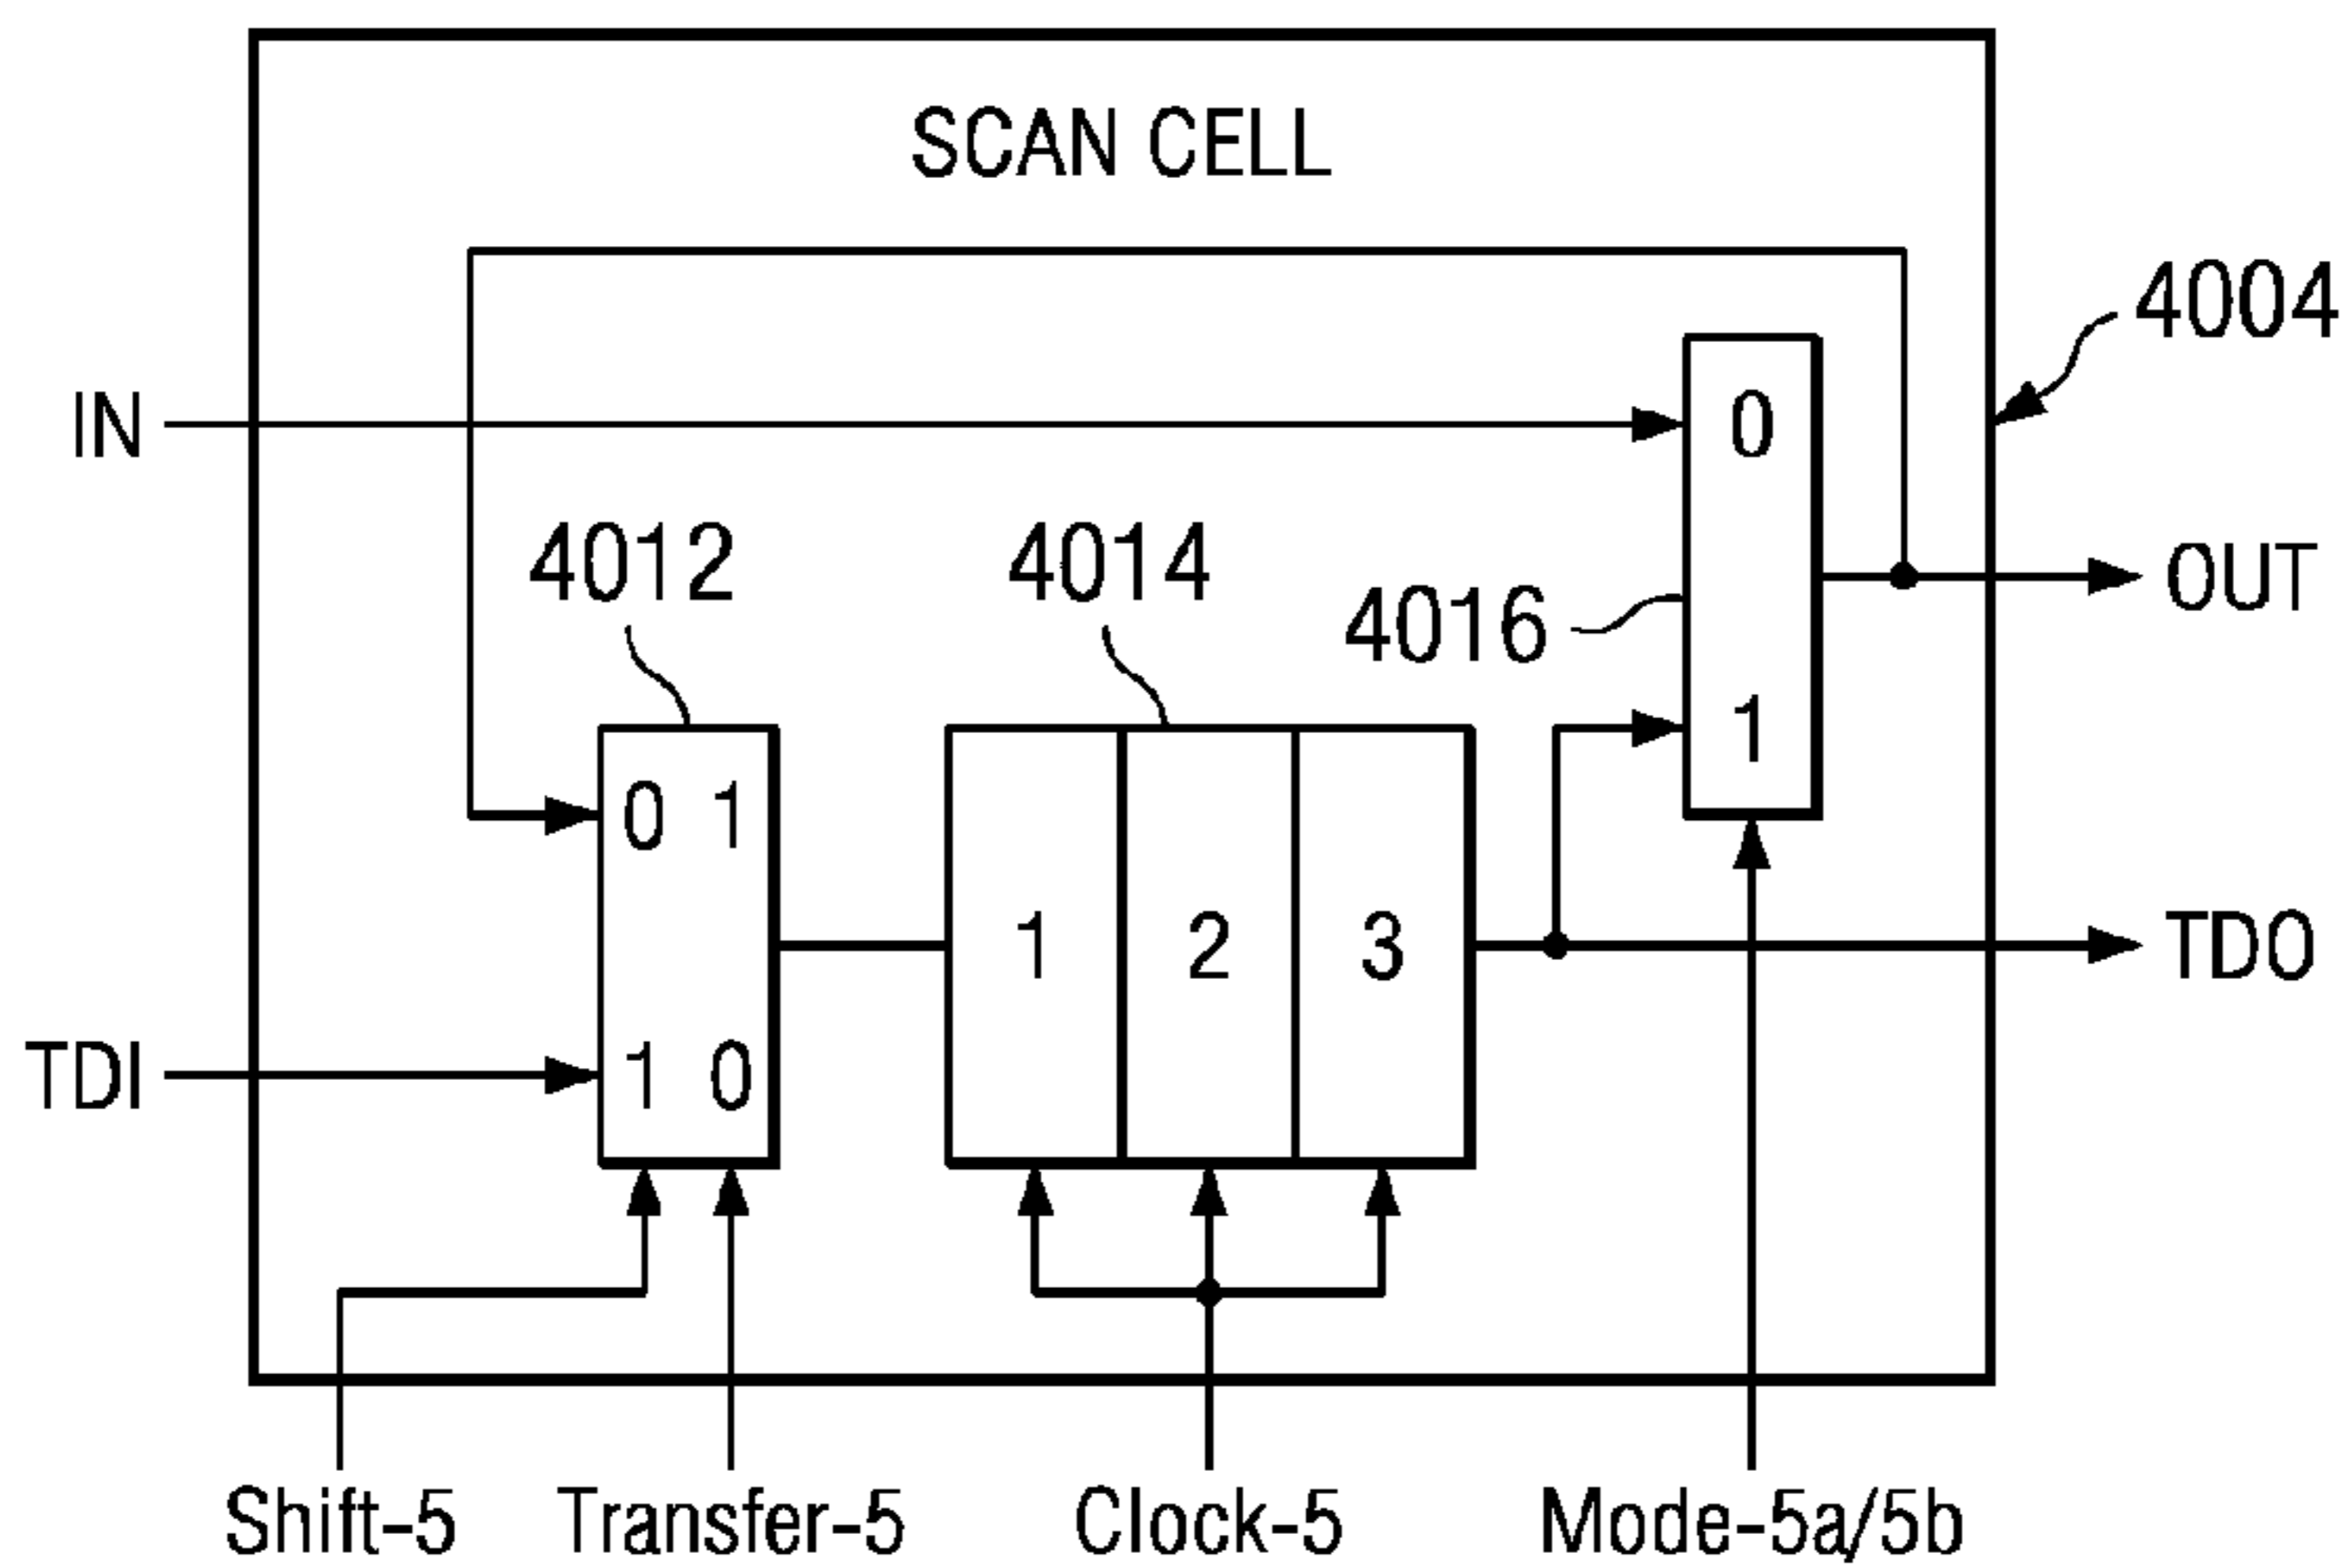 SCAN CELL
4004
IN
0
4012
4014
4016
OUT
1
0 1
1
2
3
TDO
TDI
1 0
Shift-5
Transfer-5
Clock-5
Mode-5a/5b